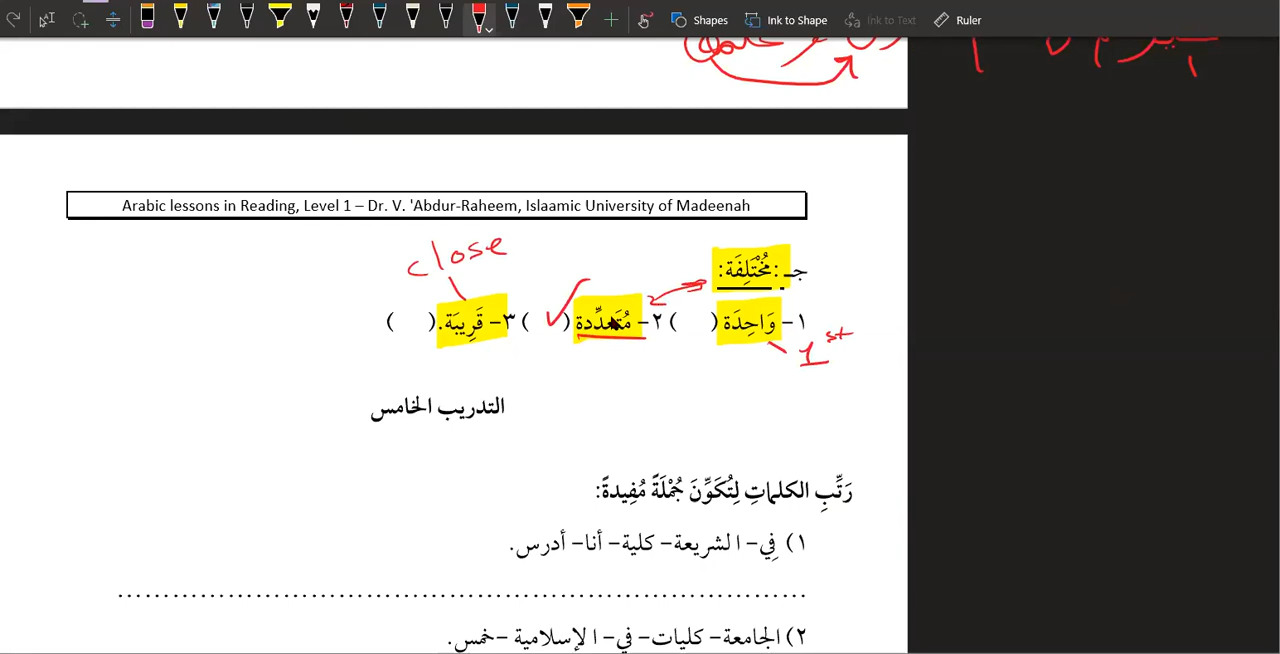 Shapes Ink to Shape Ink to Text Ruler
Arabic lessons in Reading, Level 1 – Dr. V. 'Abdur-Raheem, Islaamic University of Madeenah
close
جـ : مُخْتَلِفَة:
١- وَاحِدَة ( ) ٢- مُتَعَدِّدة ( ) ٣- قَرِيبَة. ( )
1st
التدريب الخامس
رَتِّبِ الكلماتِ لِتُكَوِّنَ جُمْلَةً مُفِيدةً:
١) فِي- الشريعة- كلية- أنا- أدرس.
................................................................................
٢) الجامعة- كليات- في- الإسلامية -خمس.